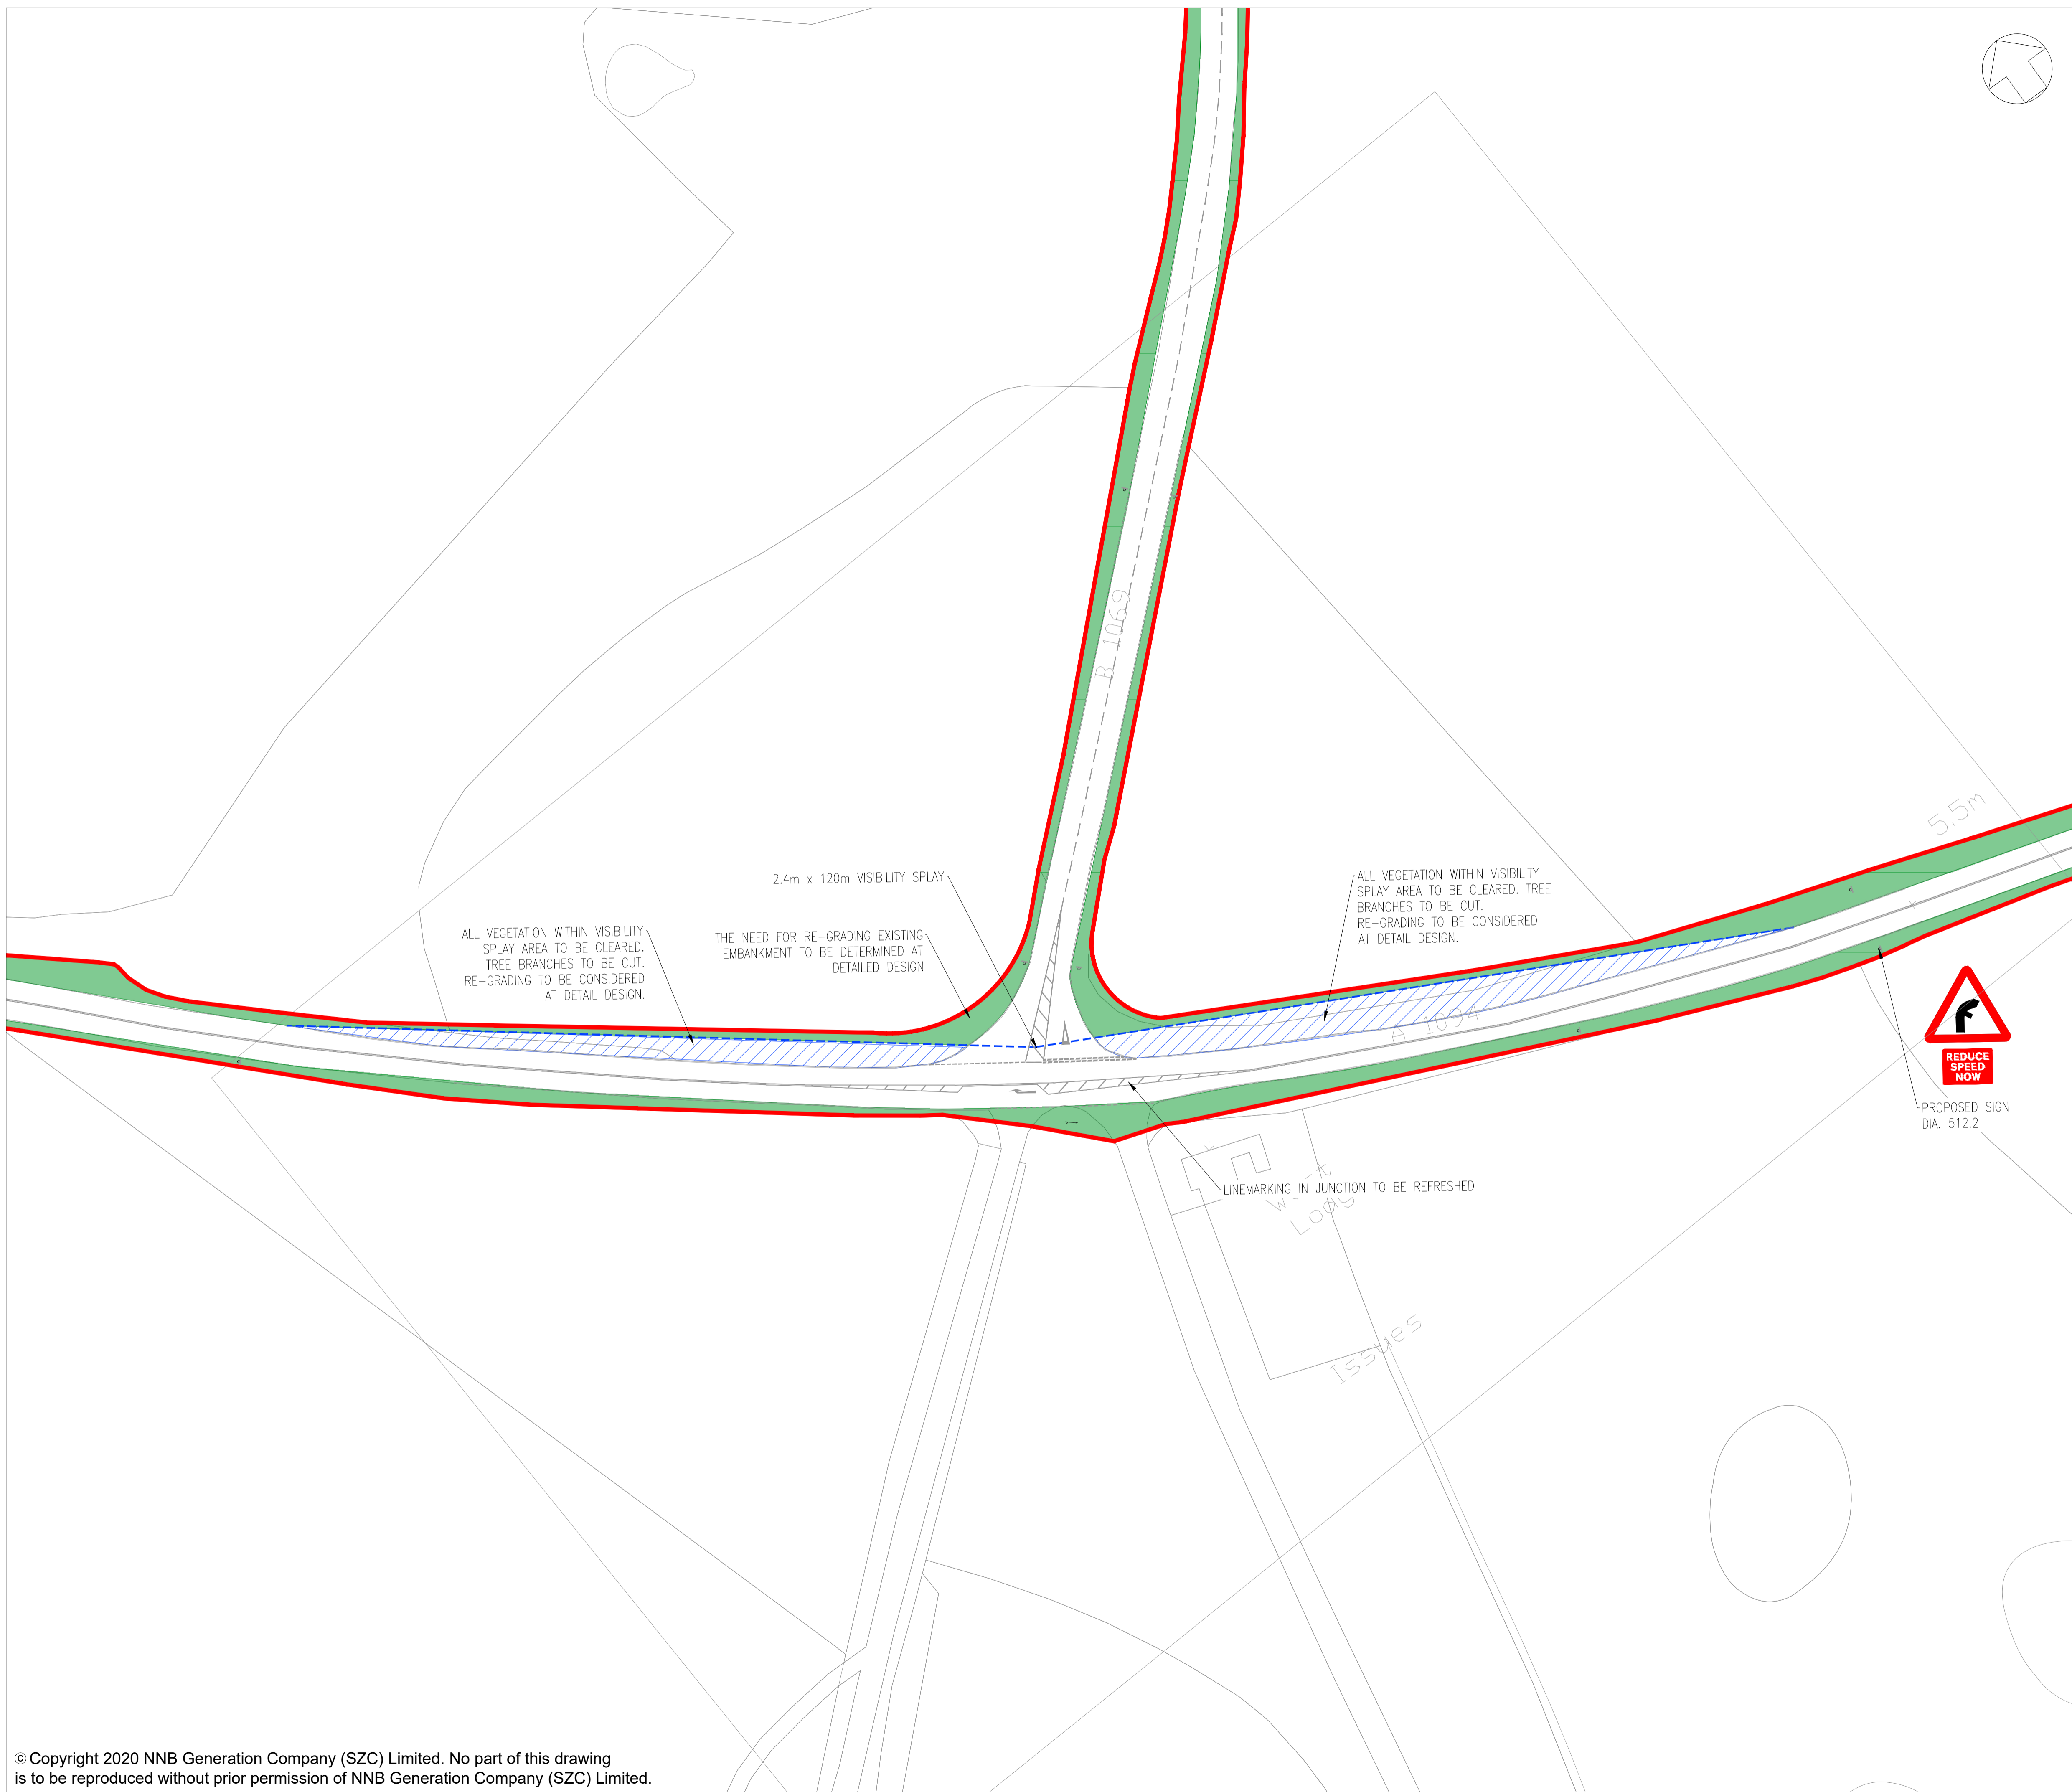 B 1069
5.5m
2.4m x 120m VISIBILITY SPLAY
ALL VEGETATION WITHIN VISIBILITY
SPLAY AREA TO BE CLEARED. TREE
BRANCHES TO BE CUT.
RE-GRADING TO BE CONSIDERED
AT DETAIL DESIGN.
ALL VEGETATION WITHIN VISIBILITY
SPLAY AREA TO BE CLEARED.
TREE BRANCHES TO BE CUT.
RE-GRADING TO BE CONSIDERED
AT DETAIL DESIGN.
THE NEED FOR RE-GRADING EXISTING
EMBANKMENT TO BE DETERMINED AT
DETAILED DESIGN
A 1094
REDUCE
SPEED
NOW
PROPOSED SIGN
DIA. 512.2
LINEMARKING IN JUNCTION TO BE REFRESHED
Issues
© Copyright 2020 NNB Generation Company (SZC) Limited. No part of this drawing
is to be reproduced without prior permission of NNB Generation Company (SZC) Limited.